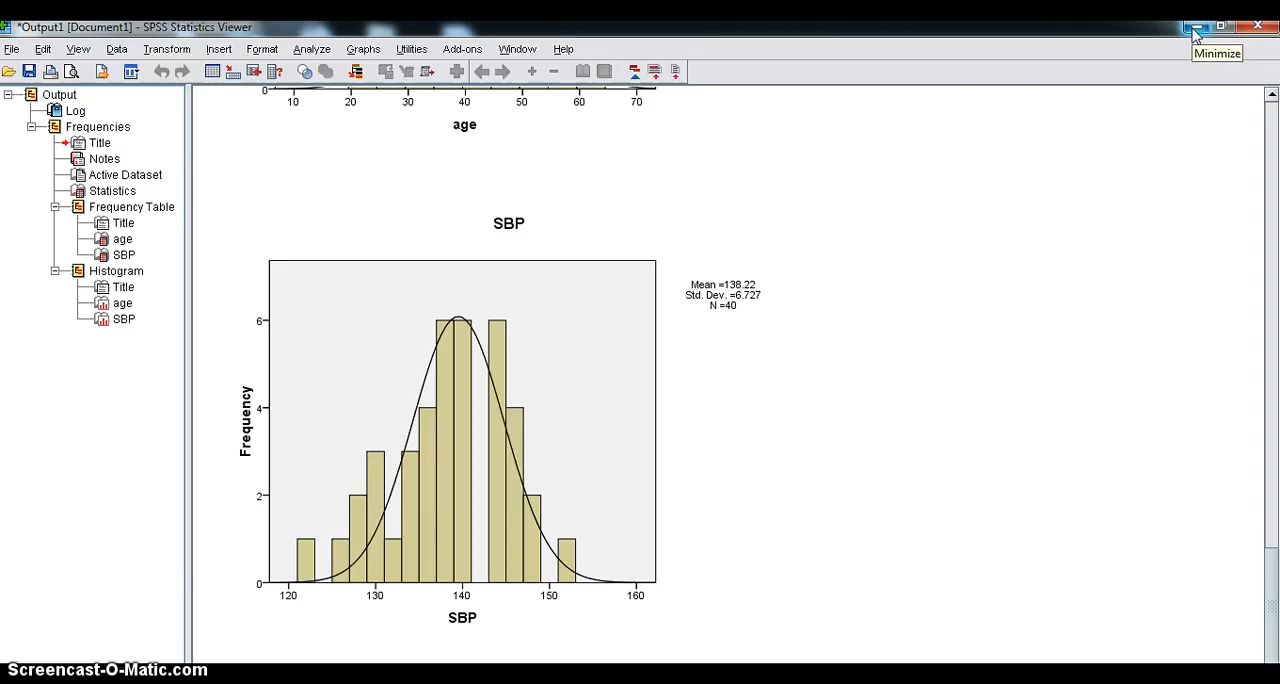 *Output1 [Document1] - SPSS Statistics Viewer
File Edit View Data Transform Insert Format Analyze Graphs Utilities Add-ons Window Help
Minimize
Output
Log
Frequencies
Title
Notes
Active Dataset
Statistics
Frequency Table
Title
age
SBP
Histogram
Title
age
SBP
0
10 20 30 40 50 60 70
age
SBP
Mean =138.22
Std. Dev. =6.727
N =40
Frequency
6
4
2
0
120 130 140 150 160
SBP
Screencast-O-Matic.com